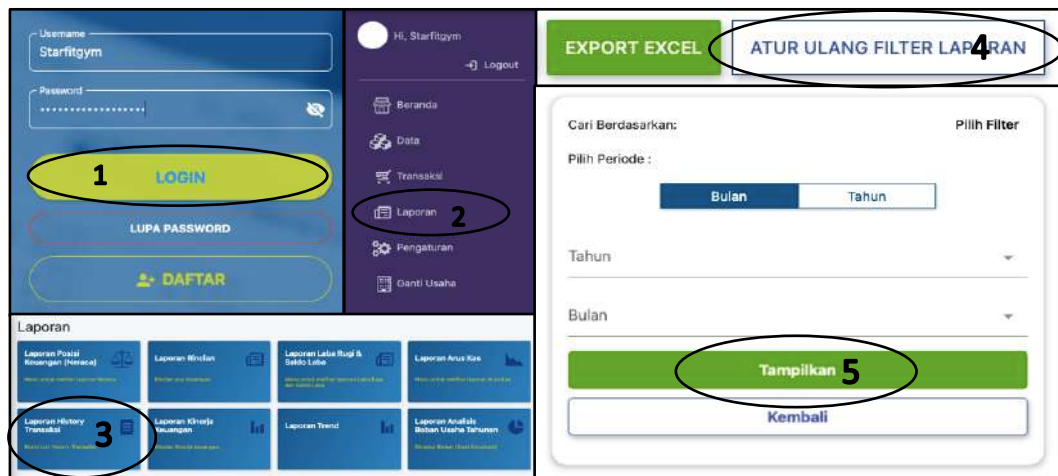 Username
Starfitgym
Password
1
LOGIN
LUPA PASSWORD
DAFTAR
Hi, Starfitgym
Logout
Beranda
Data
Transaksi
Laporan
2
Pengaturan
Ganti Usaha
EXPORT EXCEL
ATUR ULANG FILTER LAPORAN
4
Cari Berdasarkan:
Pilih Filter
Pilih Periode :
Bulan
Tahun
Tahun
Bulan
Tampilkan
5
Kembali
Laporan
Laporan Posisi
Keuangan (Neraca)
Laporan Rincian
Laporan Laba Rugi &
Saldo Laba
Laporan Arus Kas
Laporan History
Transaksi
3
Laporan Kinerja
Keuangan
Laporan Trend
Laporan Analisis
Beban Usaha Tahunan